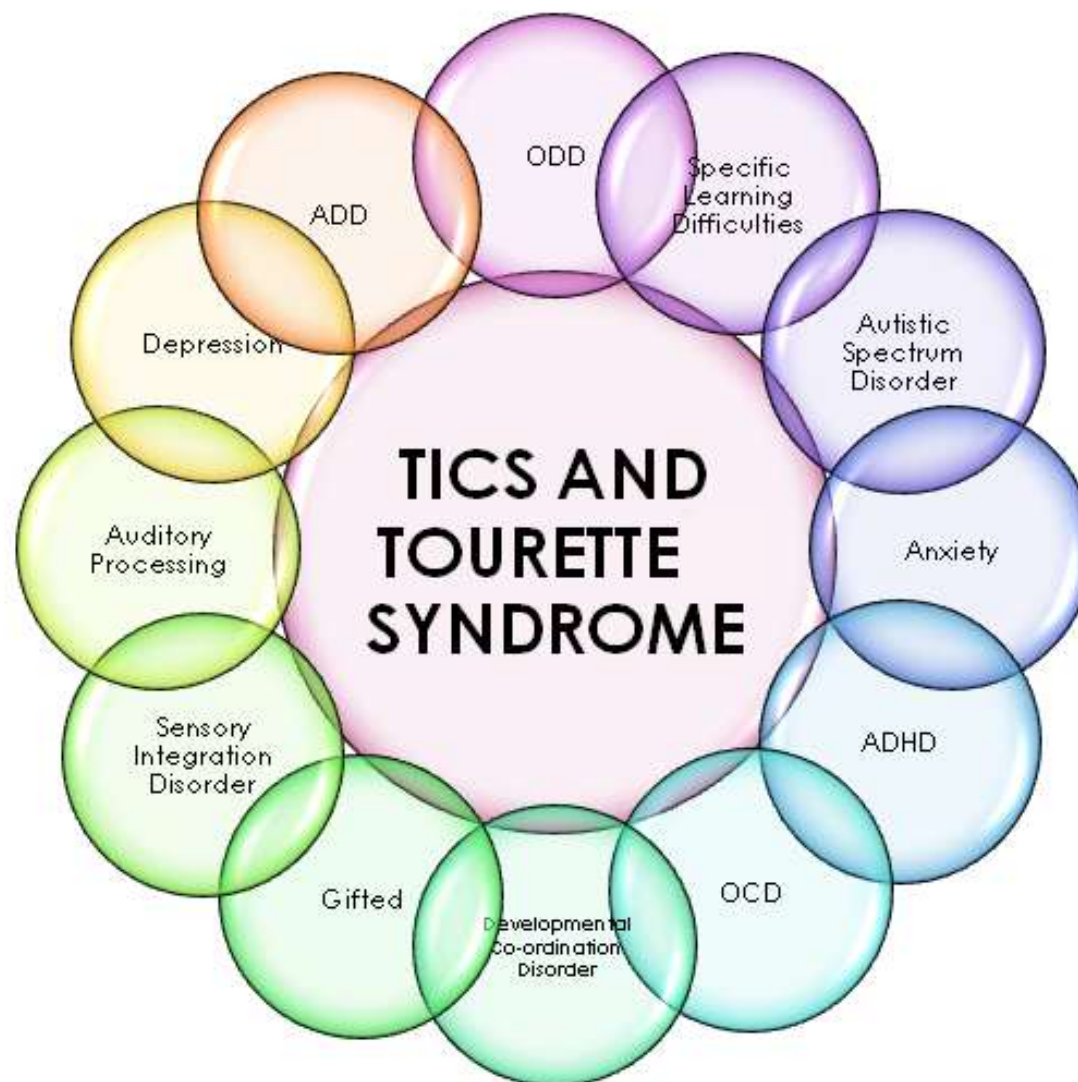 ODD
Specific
Learning
Difficulties
Autistic
Spectrum
Disorder
Anxiety
ADHD
OCD
Developmental
Co-ordination
Disorder
Gifted
Sensory
Integration
Disorder
Auditory
Processing
Depression
ADD
TICS AND
TOURETTE
SYNDROME